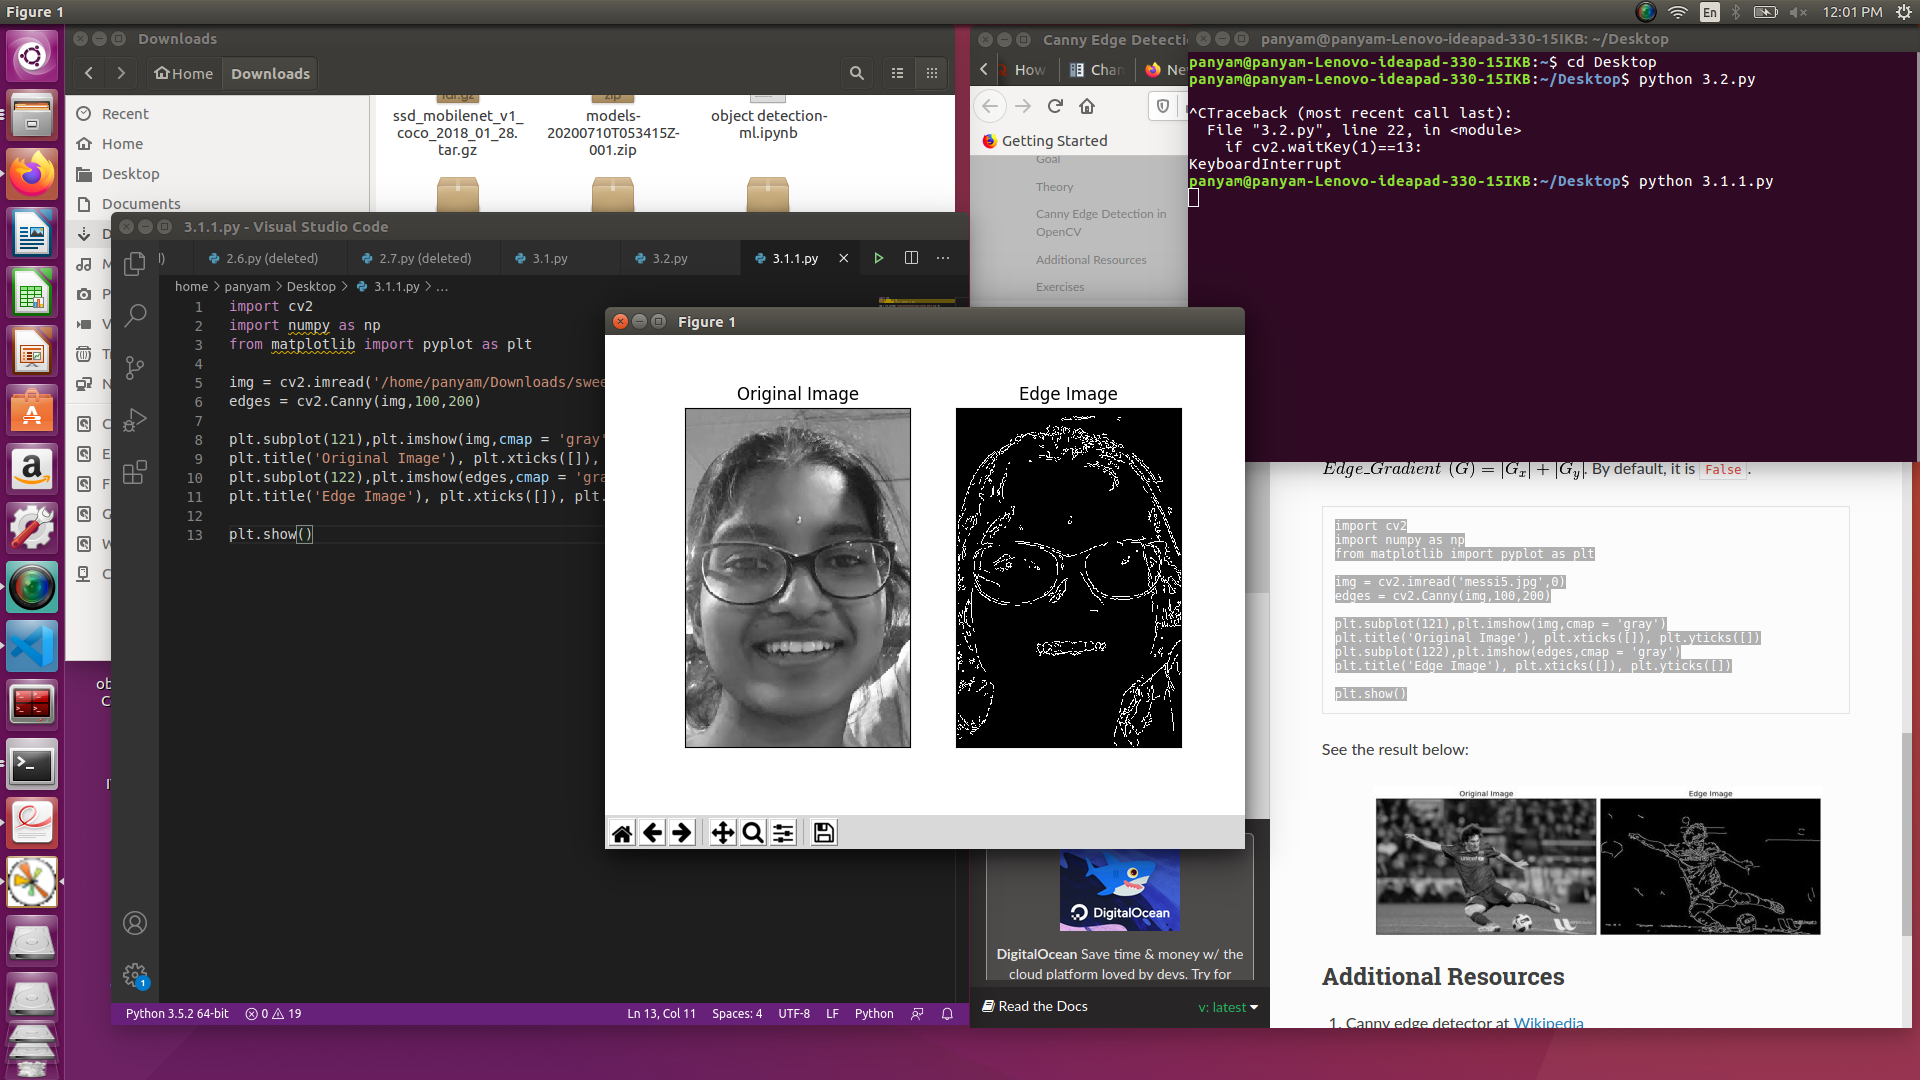 Figure 1
En
12:01 PM
Downloads
Home
Downloads
Recent
Home
Desktop
Documents
ssd_mobilenet_v1_
coco_2018_01_28.
tar.gz
models-
20200710T053415Z-
001.zip
object detection-
ml.ipynb
Canny Edge Detecti
How
Chan
Ne
Getting Started
Goal
Theory
Canny Edge Detection in
OpenCV
Additional Resources
Exercises
panyam@panyam-Lenovo-ideapad-330-15IKB: ~/Desktop
panyam@panyam-Lenovo-ideapad-330-15IKB:~$ cd Desktop
panyam@panyam-Lenovo-ideapad-330-15IKB:~/Desktop$ python 3.2.py
^CTraceback (most recent call last):
File "3.2.py", line 22, in <module>
if cv2.waitKey(1)==13:
KeyboardInterrupt
panyam@panyam-Lenovo-ideapad-330-15IKB:~/Desktop$ python 3.1.1.py
3.1.1.py - Visual Studio Code
2.6.py (deleted)
2.7.py (deleted)
3.1.py
3.2.py
3.1.1.py
home > panyam > Desktop > 3.1.1.py > ...
1 import cv2
2 import numpy as np
3 from matplotlib import pyplot as plt
4
5 img = cv2.imread('/home/panyam/Downloads/swee
6 edges = cv2.Canny(img,100,200)
7
8 plt.subplot(121),plt.imshow(img,cmap = 'gray'
9 plt.title('Original Image'), plt.xticks([]),
10 plt.subplot(122),plt.imshow(edges,cmap = 'gra
11 plt.title('Edge Image'), plt.xticks([]), plt.
12
13 plt.show()
Python 3.5.2 64-bit
0
19
Ln 13, Col 11
Spaces: 4
UTF-8
LF
Python
1
Figure 1
Original Image
Edge Image
Edge_Gradient (G) = |Gx| + |Gy|. By default, it is False .
import cv2
import numpy as np
from matplotlib import pyplot as plt
img = cv2.imread('messi5.jpg',0)
edges = cv2.Canny(img,100,200)
plt.subplot(121),plt.imshow(img,cmap = 'gray')
plt.title('Original Image'), plt.xticks([]), plt.yticks([])
plt.subplot(122),plt.imshow(edges,cmap = 'gray')
plt.title('Edge Image'), plt.xticks([]), plt.yticks([])
plt.show()
See the result below:
Original Image
Edge Image
DigitalOcean
DigitalOcean Save time & money w/ the
cloud platform loved by devs. Try for
Read the Docs
v: latest
Additional Resources
1. Canny edge detector at Wikipedia